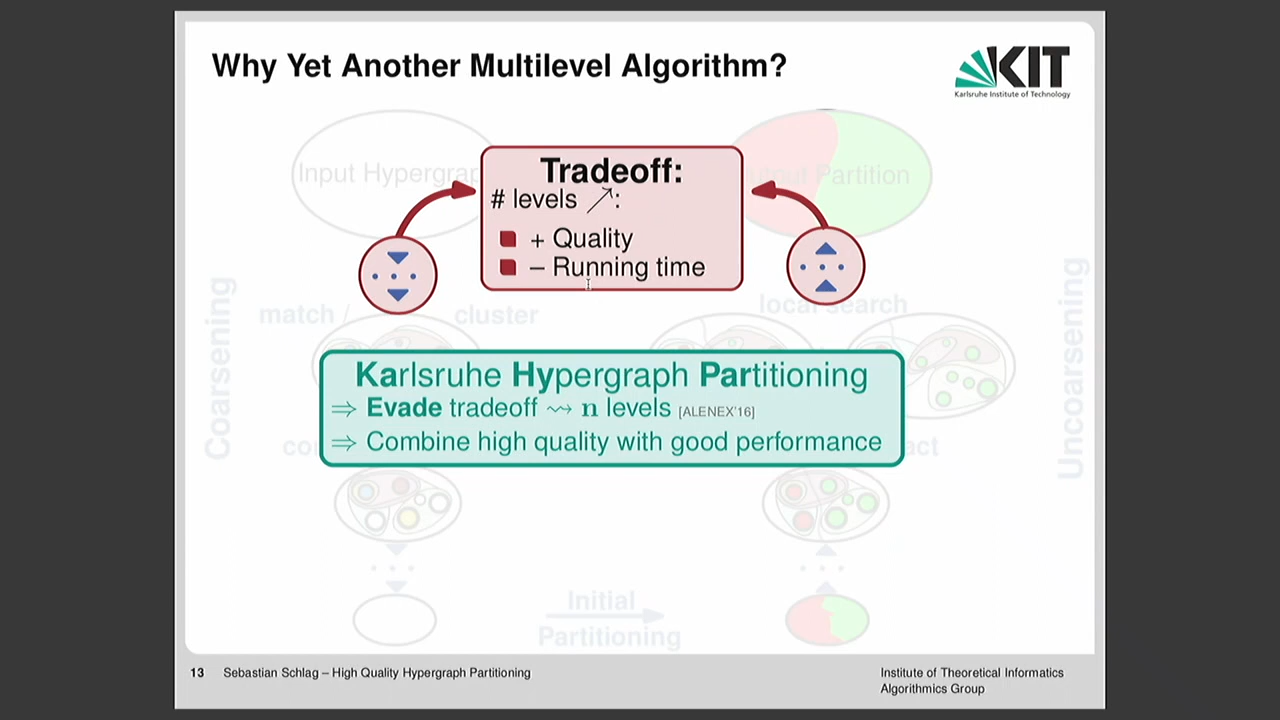 Why Yet Another Multilevel Algorithm?
KIT
Karlsruhe Institute of Technology
Input Hypergrap
Tradeoff:
# levels ↗:
+ Quality
– Running time
Partition
Coarsening
match /
cluster
local search
Uncoarsening
Karlsruhe Hypergraph Partitioning
⇒ Evade tradeoff ⇝ n levels [ALENEX'16]
⇒ Combine high quality with good performance
Initial
Partitioning
13 Sebastian Schlag – High Quality Hypergraph Partitioning
Institute of Theoretical Informatics
Algorithmics Group